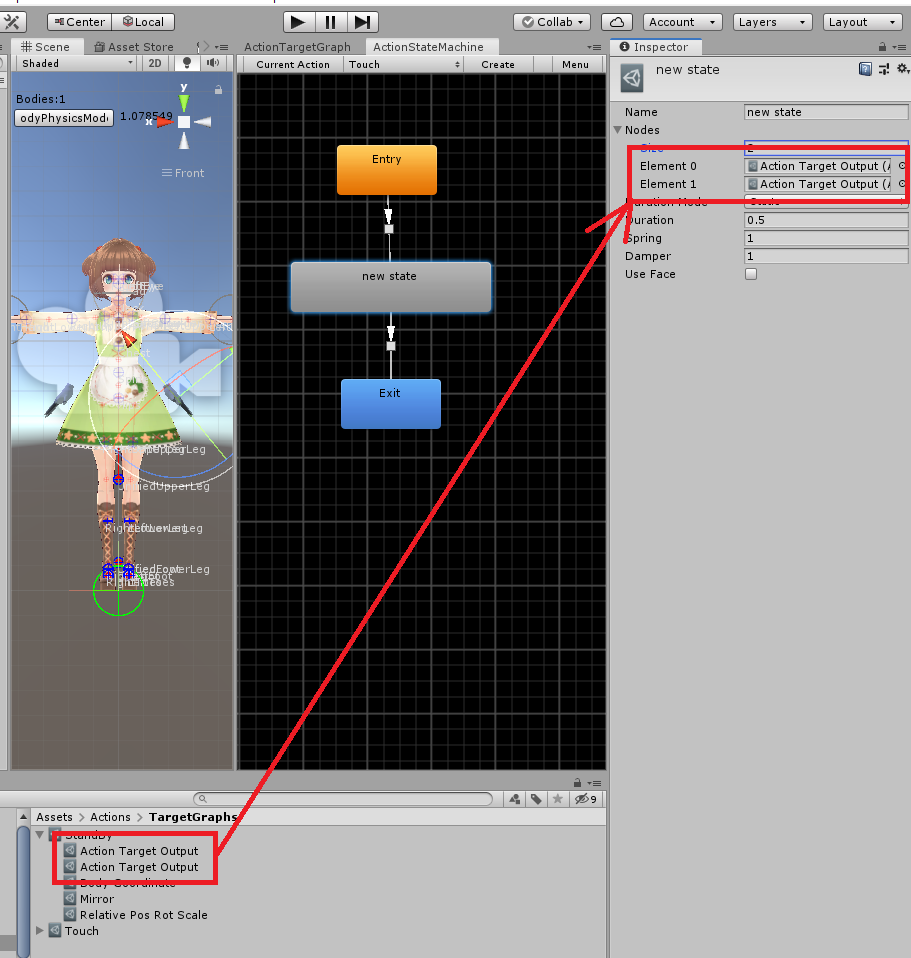 Center Local
Collab Account Layers Layout
Scene Asset Store
ActionTargetGraph ActionStateMachine
Inspector
Shaded 2D
Current Action Touch Create Menu
new state
Bodies:1
1.078549
y
x
Front
Entry
new state
Exit
Name new state
Nodes
Size 2
Element 0 Action Target Output (
Element 1 Action Target Output (
Duration Mode
Duration 0.5
Spring 1
Damper 1
Use Face
9
Assets > Actions > TargetGraphs
StandBy
Action Target Output
Action Target Output
Body Coordinate
Mirror
Relative Pos Rot Scale
Touch